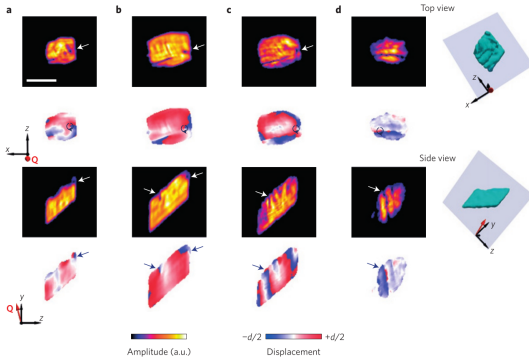 a b c d Top view
z
x
Q
z
x
Side view
y
z
y
Q
z
Amplitude (a.u.)
−d/2 +d/2
Displacement